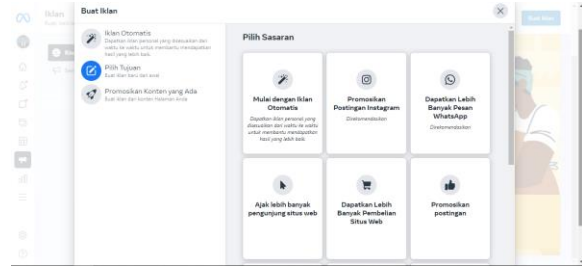 Buat Iklan
Iklan
Iklan Otomatis
Dapatkan iklan personal yang disesuaikan dari
waktu ke waktu untuk membantu mendapatkan
hasil yang lebih baik.
Pilih Tujuan
Buat iklan baru dari awal
Promosikan Konten yang Ada
Buat iklan dari konten Halaman Anda
Pilih Sasaran
Mulai dengan Iklan
Otomatis
Dapatkan iklan personal yang
disesuaikan dari waktu ke waktu
untuk membantu mendapatkan
hasil yang lebih baik.
Promosikan
Postingan Instagram
Direkomendasikan
Dapatkan Lebih
Banyak Pesan
WhatsApp
Direkomendasikan
Ajak lebih banyak
pengunjung situs web
Dapatkan Lebih
Banyak Pembelian
Situs Web
Promosikan
postingan